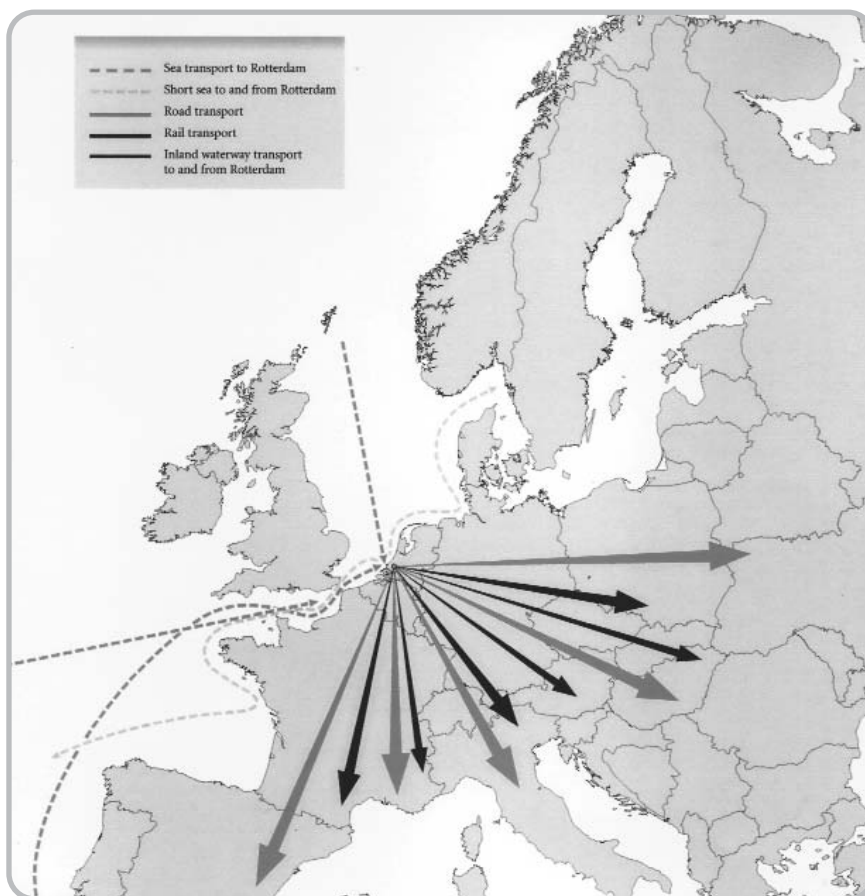 Sea transport to Rotterdam
Short sea to and from Rotterdam
Road transport
Rail transport
Inland waterway transport
to and from Rotterdam